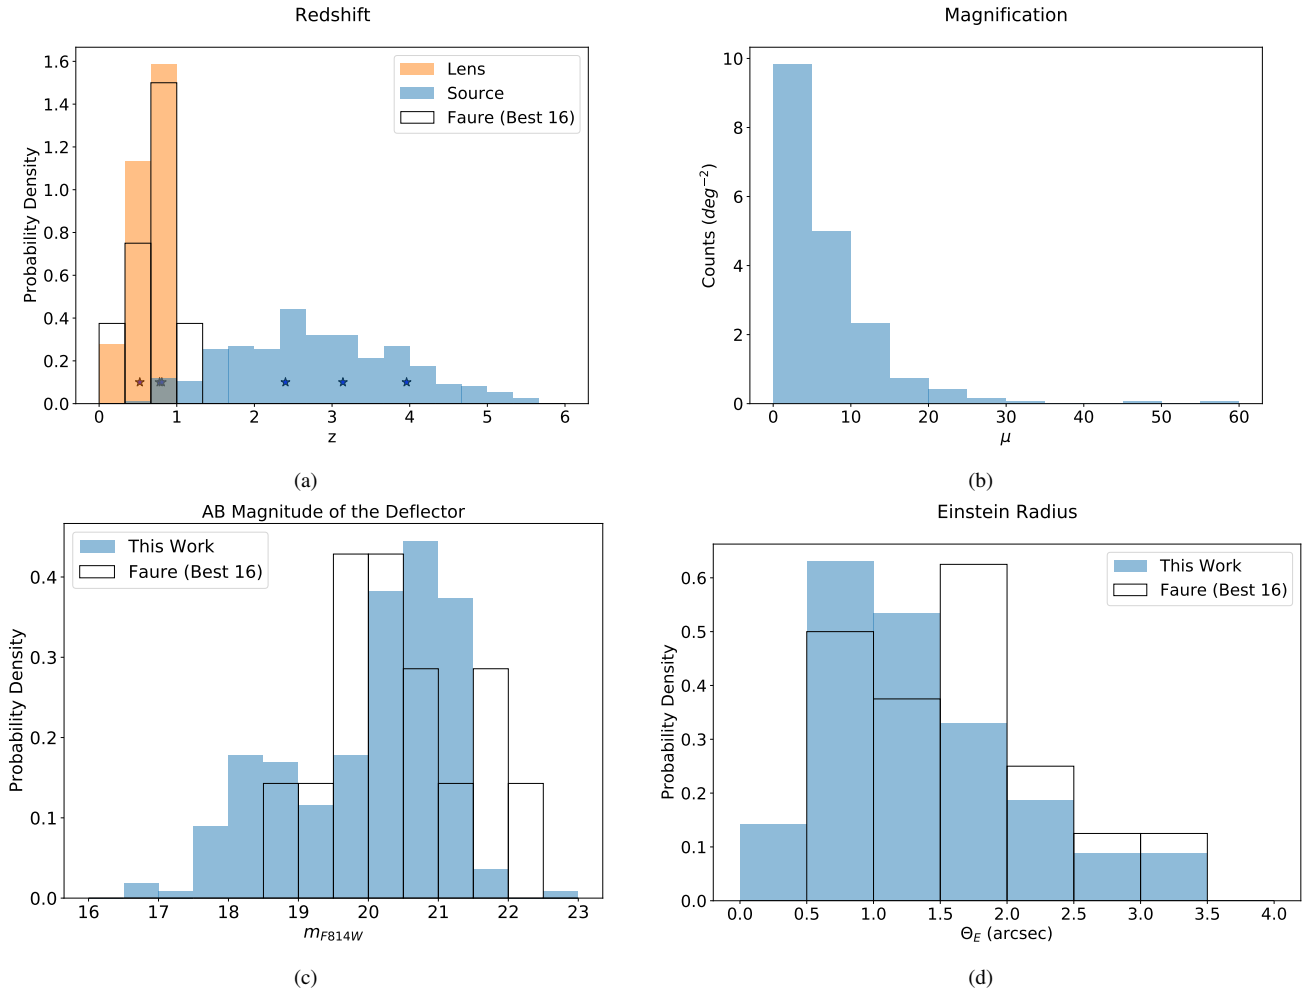 Redshift
Probability Density
1.6
1.4
1.2
1.0
0.8
0.6
0.4
0.2
0.0
Lens
Source
Faure (Best 16)
0 1 2 3 4 5 6
z
(a)
Magnification
Counts (deg⁻²)
10
8
6
4
2
0
0 10 20 30 40 50 60
μ
(b)
AB Magnitude of the Deflector
Probability Density
0.4
0.3
0.2
0.1
0.0
This Work
Faure (Best 16)
16 17 18 19 20 21 22 23
m_F814W
(c)
Einstein Radius
Probability Density
0.6
0.5
0.4
0.3
0.2
0.1
0.0
This Work
Faure (Best 16)
0.0 0.5 1.0 1.5 2.0 2.5 3.0 3.5 4.0
Θ_E (arcsec)
(d)